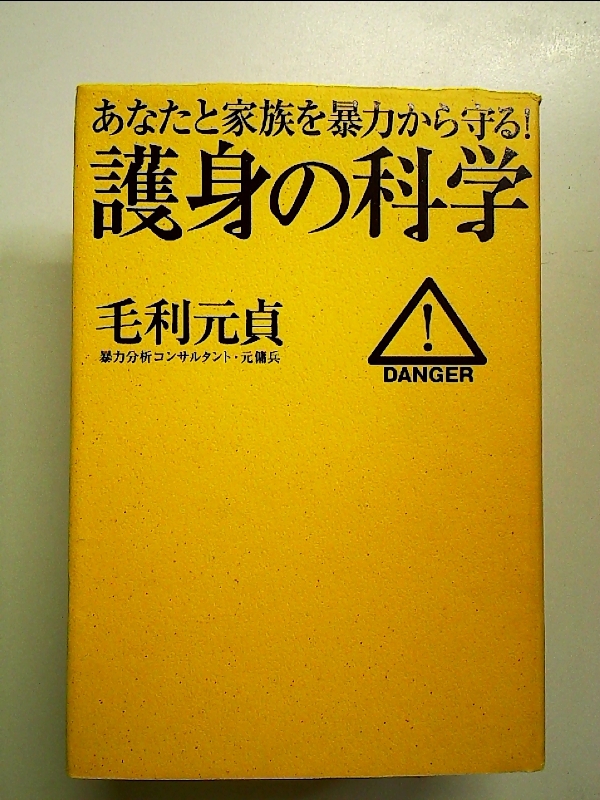 あなたと家族を暴力から守る!
護身の科学
毛利元貞
暴力分析コンサルタント・元傭兵
!
DANGER